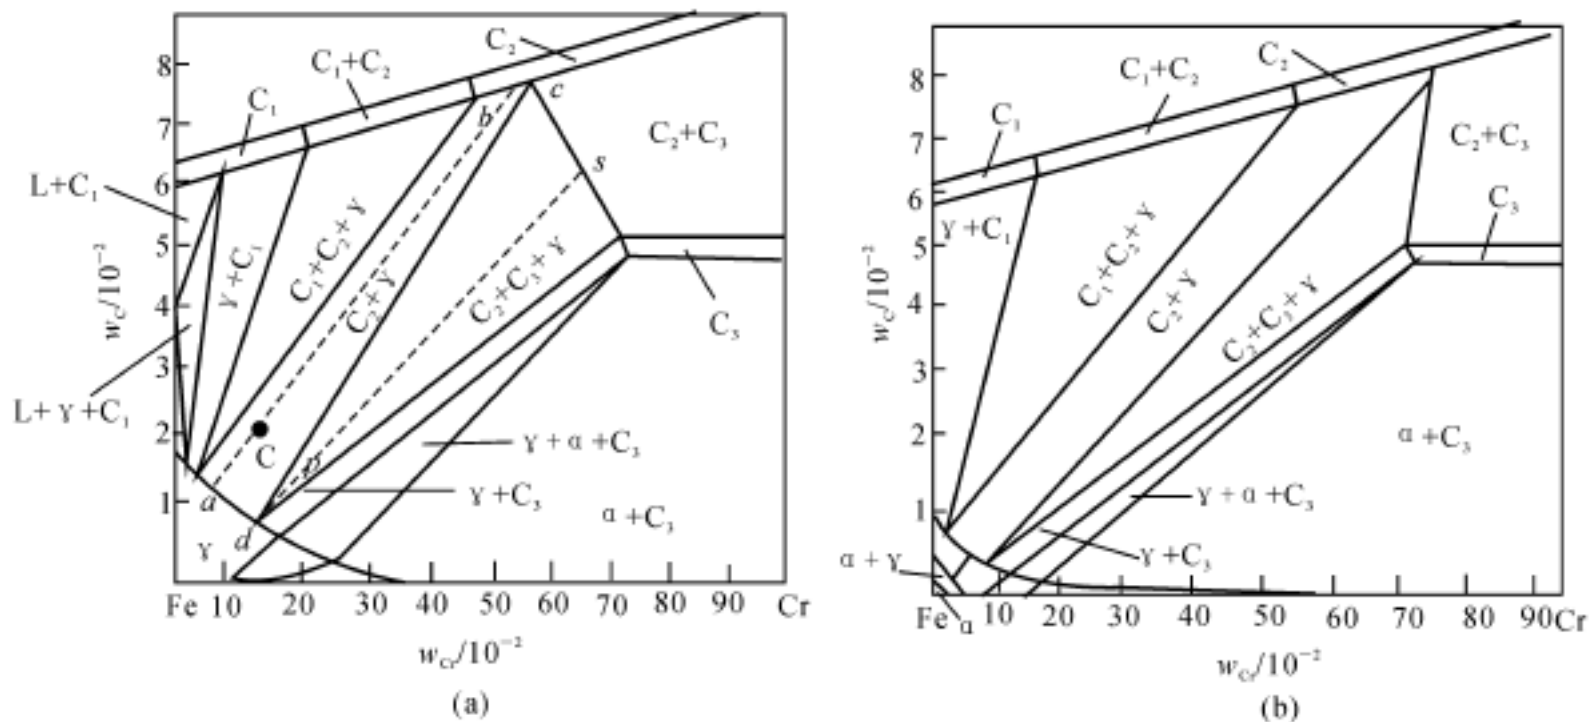 C₂
C₁+C₂
C₁
8
7
6
5
4
3
2
1
w_C/10⁻²
L+C₁
L+γ+C₁
γ+C₁
C₁+C₂+γ
C₂+γ
C₂+C₃+γ
C₂+C₃
C₃
b
c
s
C
a
p
d
γ
γ+α+C₃
γ+C₃
α+C₃
Fe 10 20 30 40 50 60 70 80 90 Cr
w_Cr/10⁻²
(a)
C₂
C₁+C₂
C₁
8
7
6
5
4
3
2
1
w_C/10⁻²
γ+C₁
C₁+C₂+γ
C₂+γ
C₂+C₃+γ
C₂+C₃
C₃
α+C₃
γ+α+C₃
γ+C₃
α+γ
α
Fe 10 20 30 40 50 60 70 80 90 Cr
w_Cr/10⁻²
(b)